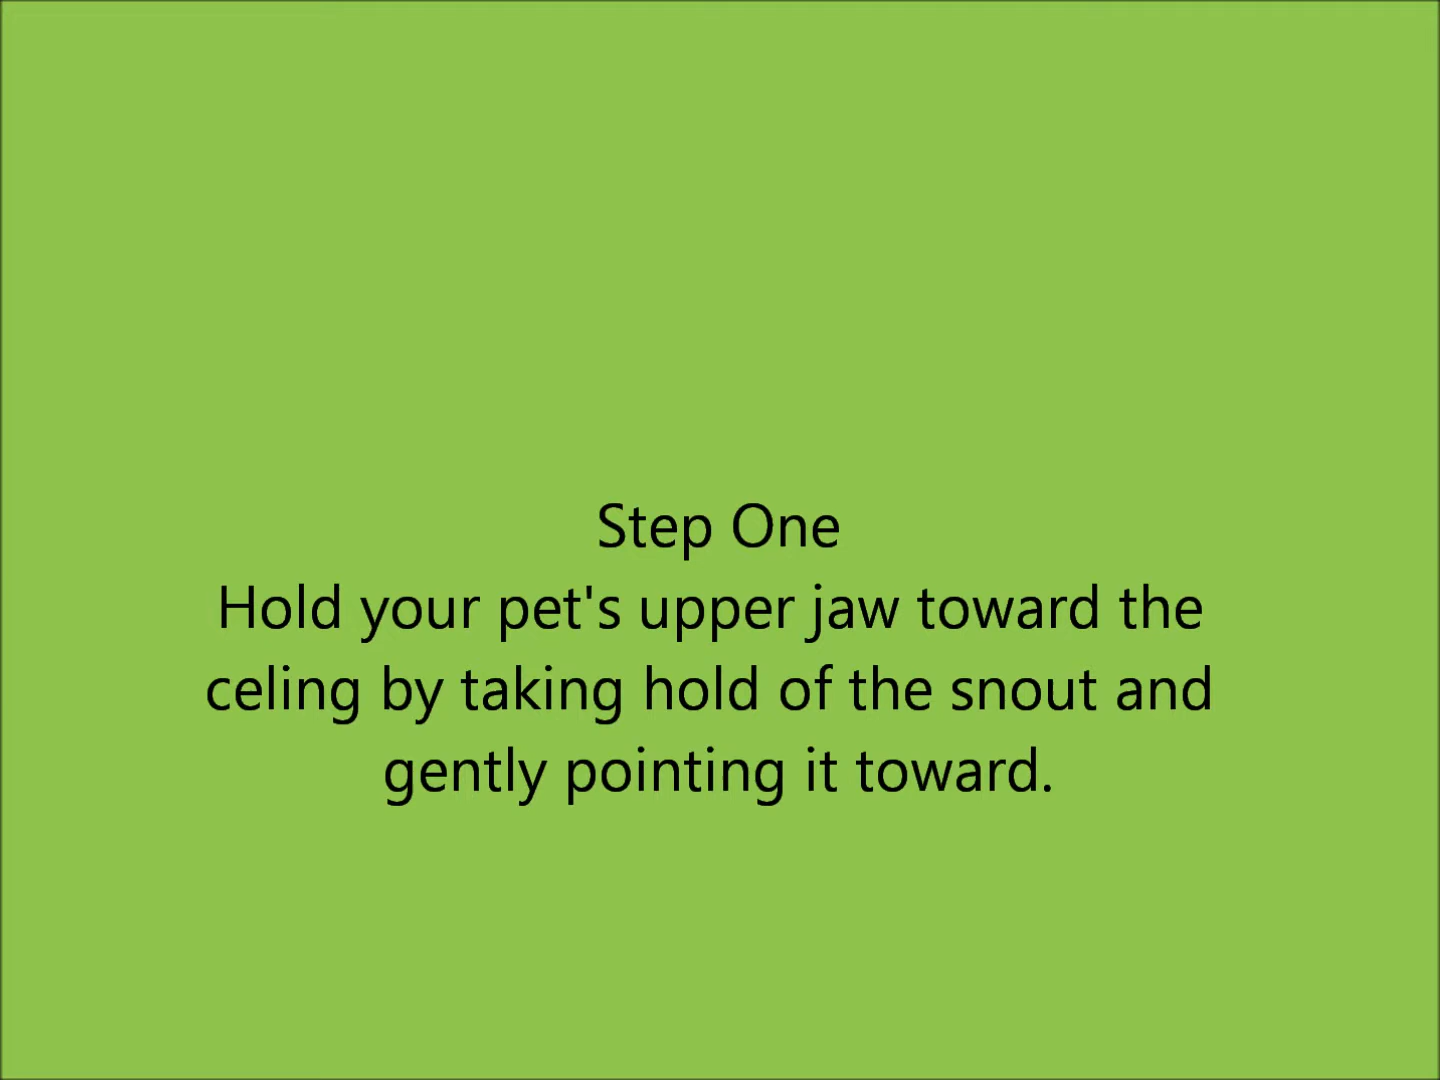 Step One
Hold your pet's upper jaw toward the
celing by taking hold of the snout and
gently pointing it toward.